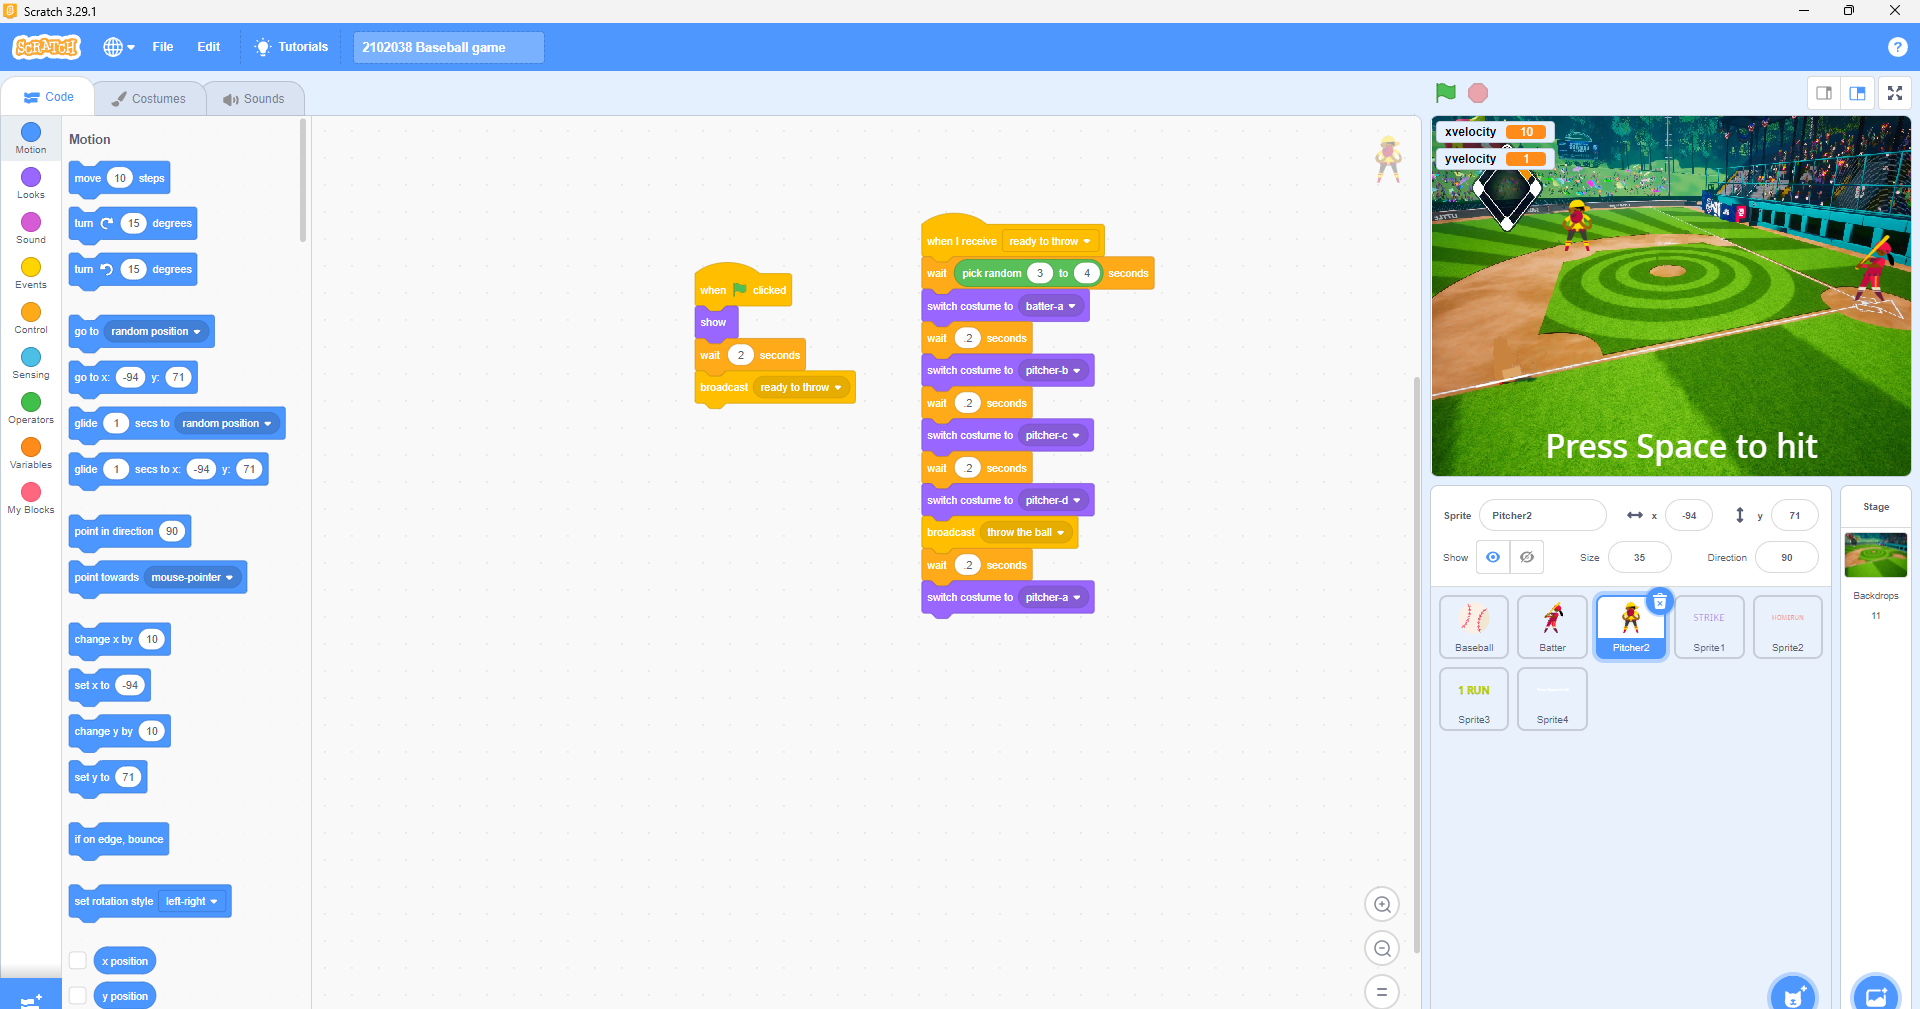 Scratch 3.29.1
SCRATCH
File
Edit
Tutorials
2102038 Baseball game
?
Code
Costumes
Sounds
Motion
Looks
Sound
Events
Control
Sensing
Operators
Variables
My Blocks
Motion
move 10 steps
turn 15 degrees
turn 15 degrees
go to random position
go to x: -94 y: 71
glide 1 secs to random position
glide 1 secs to x: -94 y: 71
point in direction 90
point towards mouse-pointer
change x by 10
set x to -94
change y by 10
set y to 71
if on edge, bounce
set rotation style left-right
x position
y position
when clicked
show
wait 2 seconds
broadcast ready to throw
when I receive ready to throw
wait pick random 3 to 4 seconds
switch costume to batter-a
wait .2 seconds
switch costume to pitcher-b
wait .2 seconds
switch costume to pitcher-c
wait .2 seconds
switch costume to pitcher-d
broadcast throw the ball
wait .2 seconds
switch costume to pitcher-a
xvelocity 10
yvelocity 1
Press Space to hit
Sprite Pitcher2 x -94 y 71
Show Size 35 Direction 90
Baseball
Batter
Pitcher2
STRIKE
Sprite1
HOMERUN
Sprite2
1 RUN
Sprite3
Sprite4
Stage
Backdrops
11